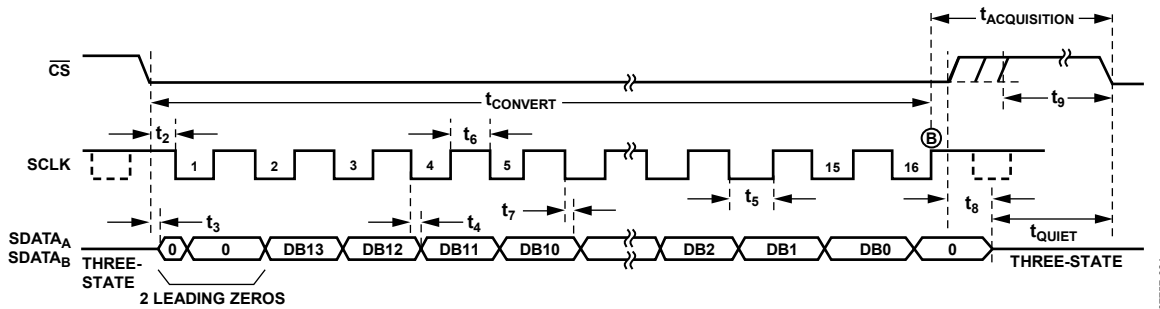 tACQUISITION
CS
tCONVERT
t9
t2
t6
B
SCLK
1 2 3 4 5 15 16
t3
t4
t7
t5
t8
tQUIET
SDATAA
SDATAB
0 0 DB13 DB12 DB11 DB10 DB2 DB1 DB0 0
THREE-
STATE
THREE-STATE
2 LEADING ZEROS